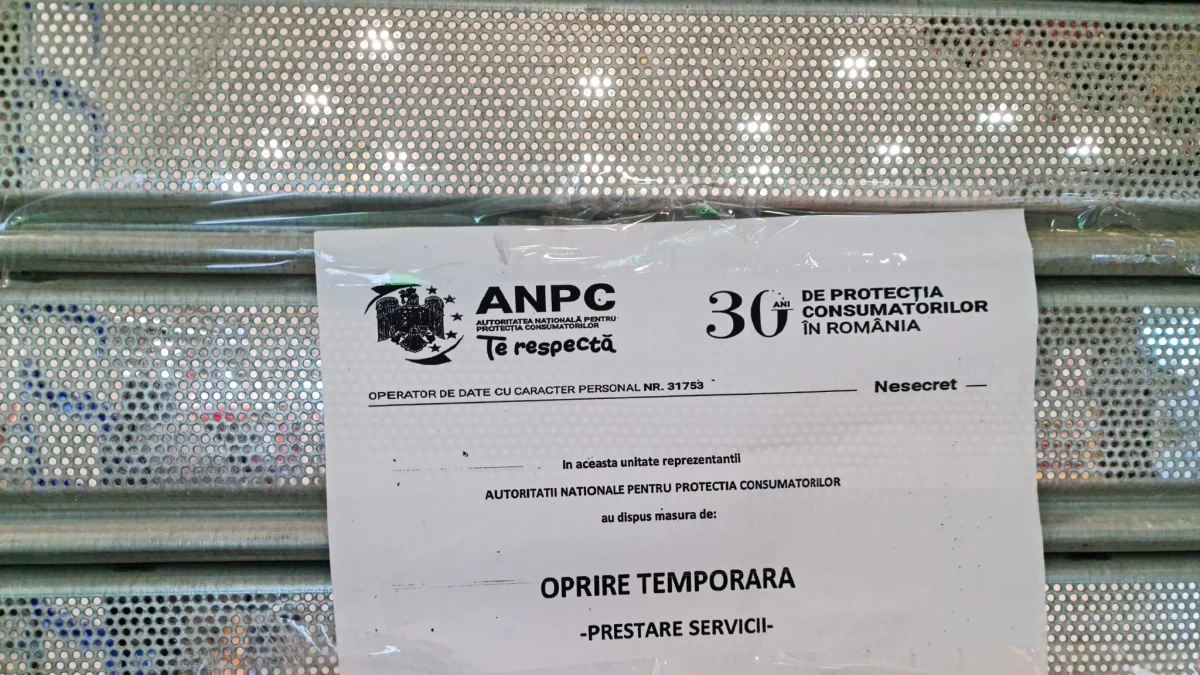 ANPC
AUTORITATEA NAȚIONALĂ PENTRU
PROTECȚIA CONSUMATORILOR
Te respectă
30 ANI
DE PROTECȚIA
CONSUMATORILOR
ÎN ROMÂNIA
OPERATOR DE DATE CU CARACTER PERSONAL NR. 31753
Nesecret
In aceasta unitate reprezentantii
AUTORITATII NATIONALE PENTRU PROTECTIA CONSUMATORILOR
au dispus masura de:
OPRIRE TEMPORARA
-PRESTARE SERVICII-